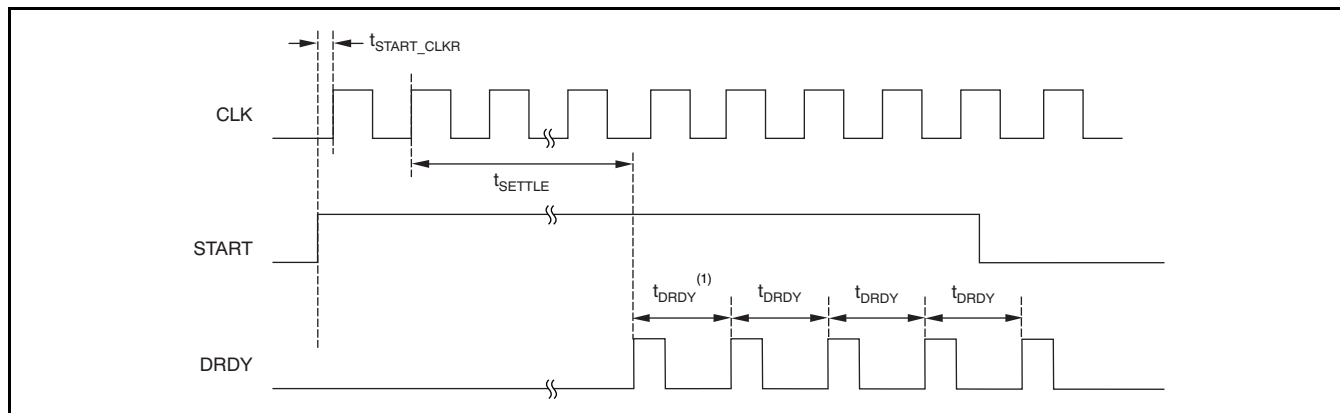 tSTART_CLKR
CLK
tSETTLE
START
tDRDY(1) tDRDY tDRDY tDRDY
DRDY